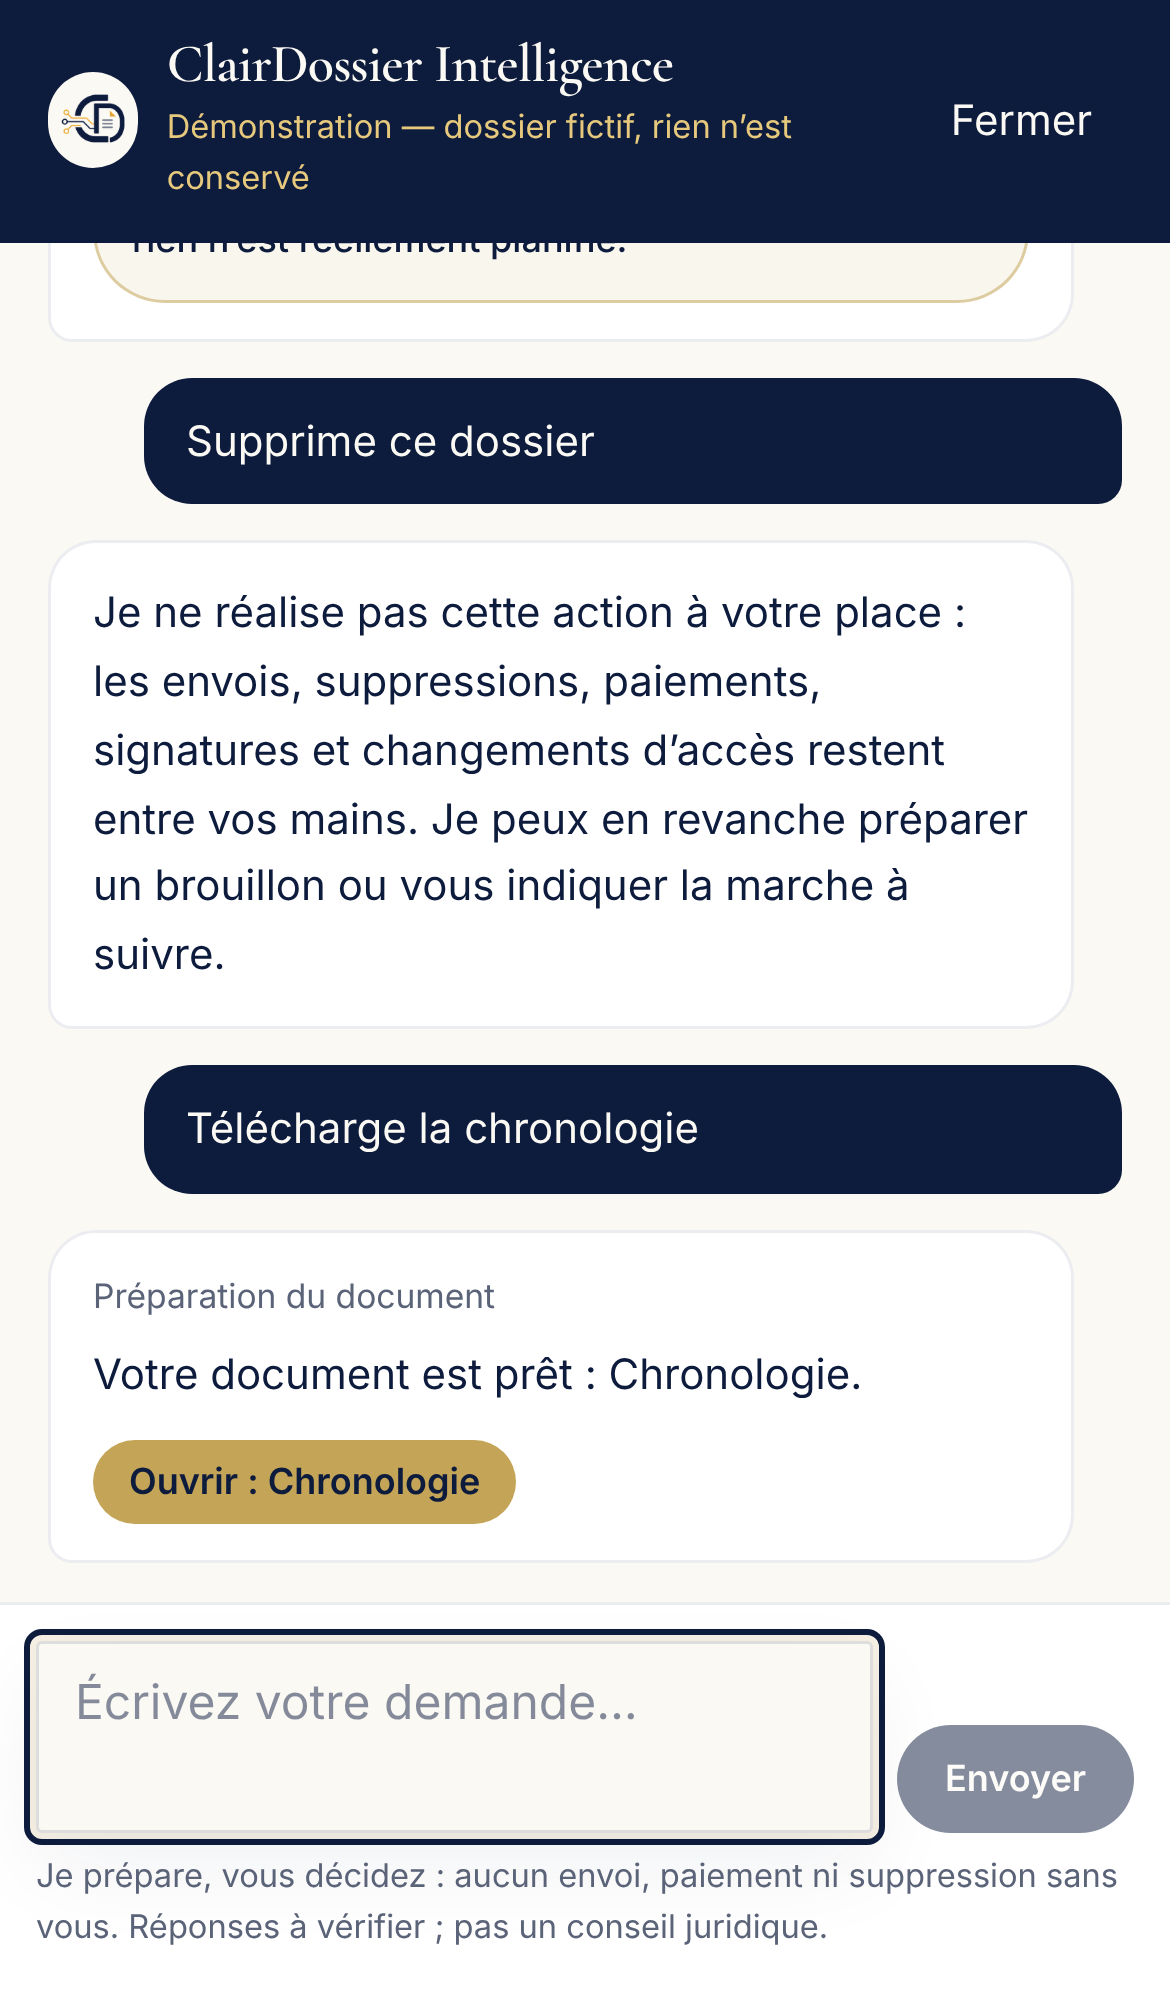 ClairDossier Intelligence
Démonstration — dossier fictif, rien n’est
conservé
Fermer
rien n’est réellement planifié.
Supprime ce dossier
Je ne réalise pas cette action à votre place :
les envois, suppressions, paiements,
signatures et changements d’accès restent
entre vos mains. Je peux en revanche préparer
un brouillon ou vous indiquer la marche à
suivre.
Télécharge la chronologie
Préparation du document
Votre document est prêt : Chronologie.
Ouvrir : Chronologie
Écrivez votre demande…
Envoyer
Je prépare, vous décidez : aucun envoi, paiement ni suppression sans
vous. Réponses à vérifier ; pas un conseil juridique.